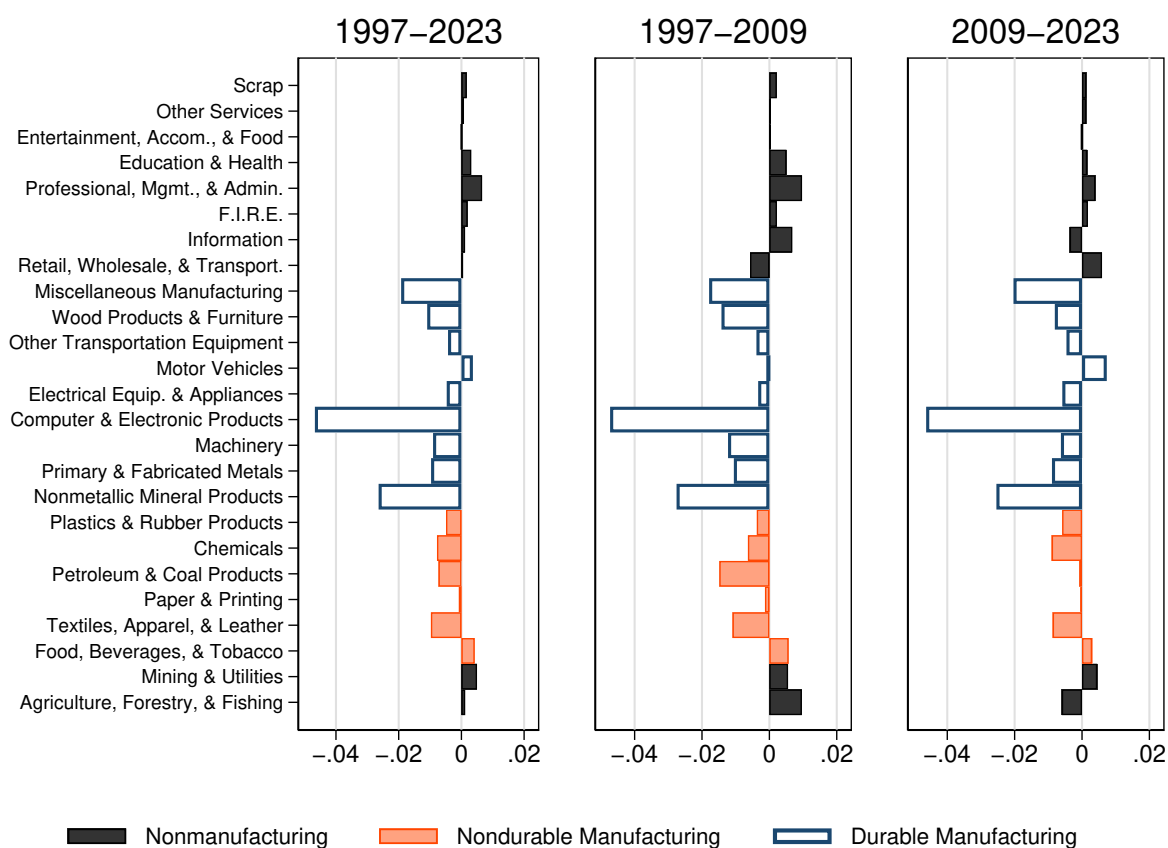 1997−2023
1997−2009
2009−2023
Scrap
Other Services
Entertainment, Accom., & Food
Education & Health
Professional, Mgmt., & Admin.
F.I.R.E.
Information
Retail, Wholesale, & Transport.
Miscellaneous Manufacturing
Wood Products & Furniture
Other Transportation Equipment
Motor Vehicles
Electrical Equip. & Appliances
Computer & Electronic Products
Machinery
Primary & Fabricated Metals
Nonmetallic Mineral Products
Plastics & Rubber Products
Chemicals
Petroleum & Coal Products
Paper & Printing
Textiles, Apparel, & Leather
Food, Beverages, & Tobacco
Mining & Utilities
Agriculture, Forestry, & Fishing
−.04 −.02 0 .02
−.04 −.02 0 .02
−.04 −.02 0 .02
Nonmanufacturing
Nondurable Manufacturing
Durable Manufacturing